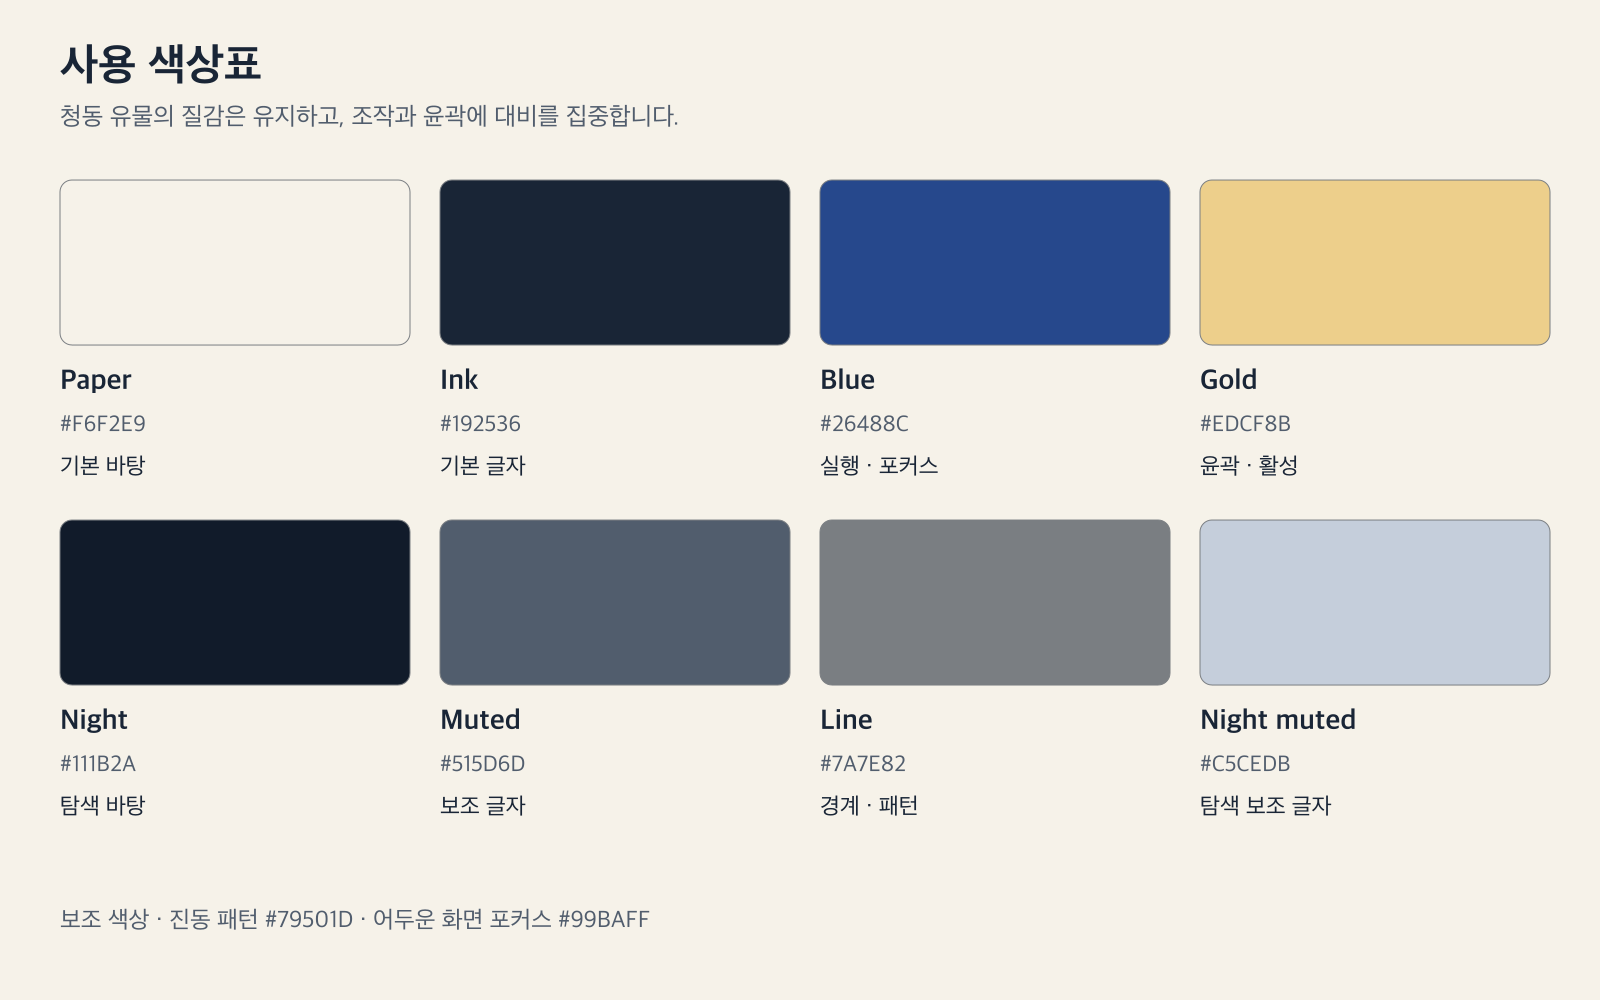 사용 색상표
청동 유물의 질감은 유지하고, 조작과 윤곽에 대비를 집중합니다.
Paper
#F6F2E9
기본 바탕
Ink
#192536
기본 글자
Blue
#26488C
실행 · 포커스
Gold
#EDCF8B
윤곽 · 활성
Night
#111B2A
탐색 바탕
Muted
#515D6D
보조 글자
Line
#7A7E82
경계 · 패턴
Night muted
#C5CEDB
탐색 보조 글자
보조 색상 · 진동 패턴 #79501D · 어두운 화면 포커스 #99BAFF